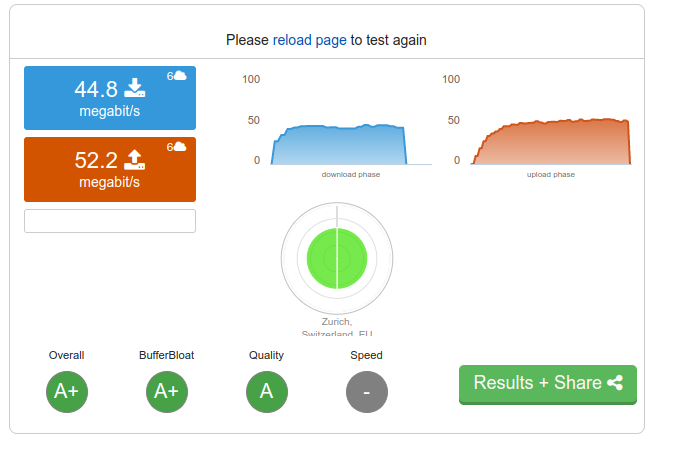 Please reload page to test again
6
44.8
megabit/s
6
52.2
megabit/s
100
50
0
download phase
100
50
0
upload phase
Zurich,
Switzerland, EU
Overall
BufferBloat
Quality
Speed
A+
A+
A
-
Results + Share